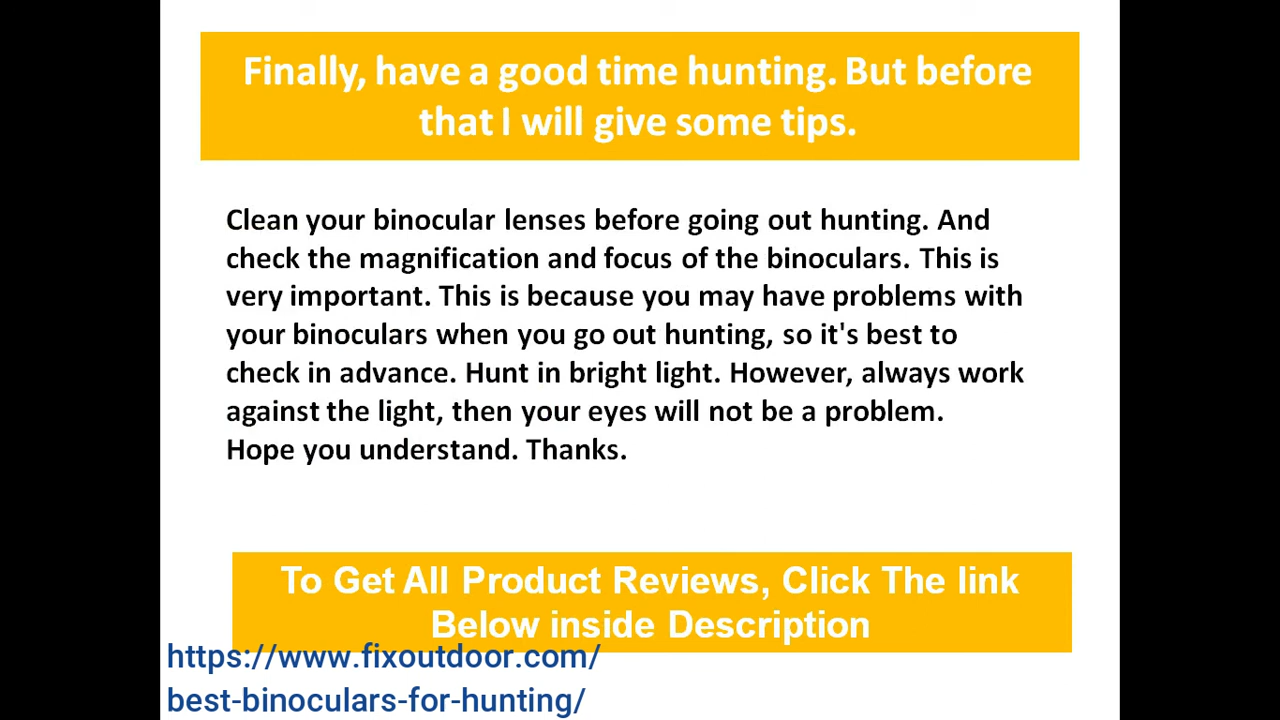 Finally, have a good time hunting. But before
that I will give some tips.
Clean your binocular lenses before going out hunting. And
check the magnification and focus of the binoculars. This is
very important. This is because you may have problems with
your binoculars when you go out hunting, so it's best to
check in advance. Hunt in bright light. However, always work
against the light, then your eyes will not be a problem.
Hope you understand. Thanks.
To Get All Product Reviews, Click The link
Below inside Description
https://www.fixoutdoor.com/
best-binoculars-for-hunting/